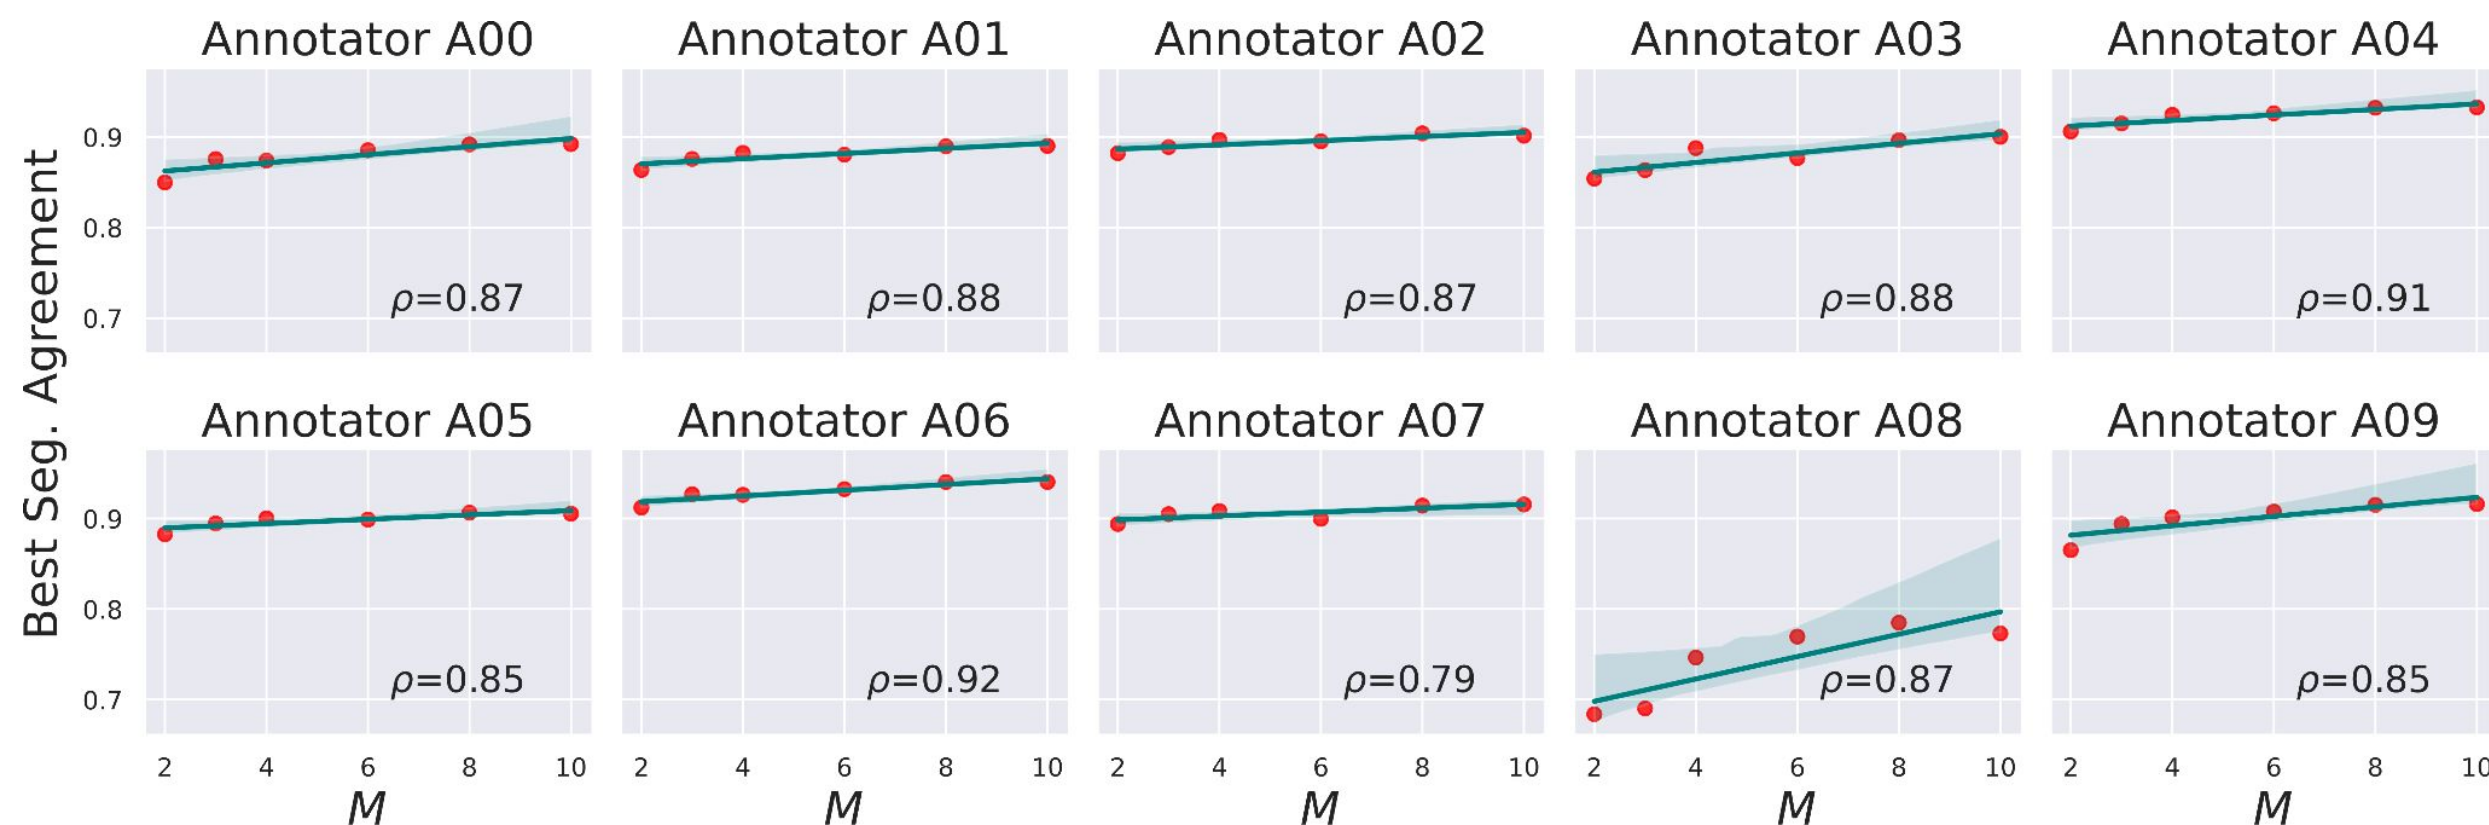 Annotator A00 Annotator A01 Annotator A02 Annotator A03 Annotator A04
Best Seg. Agreement
0.9
0.8
0.7
ρ=0.87 ρ=0.88 ρ=0.87 ρ=0.88 ρ=0.91
Annotator A05 Annotator A06 Annotator A07 Annotator A08 Annotator A09
0.9
0.8
0.7
ρ=0.85 ρ=0.92 ρ=0.79 ρ=0.87 ρ=0.85
2 4 6 8 10 2 4 6 8 10 2 4 6 8 10 2 4 6 8 10 2 4 6 8 10
M M M M M